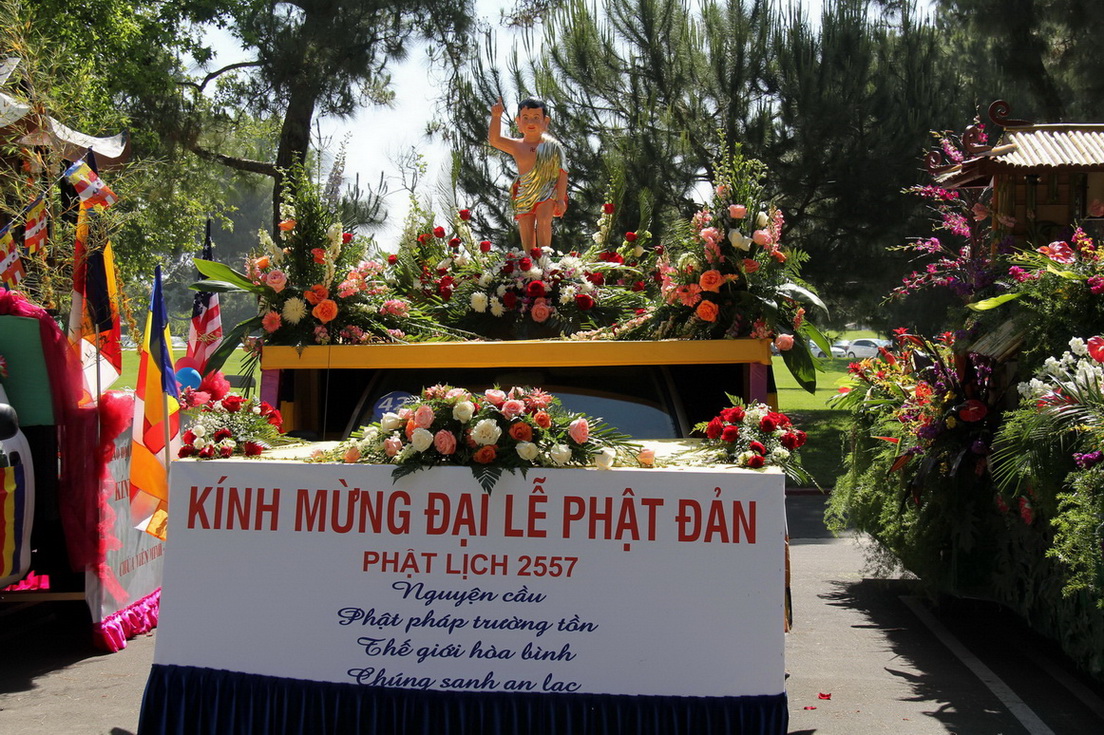 KÍNH MỪNG ĐẠI LỄ PHẬT ĐẢN
PHẬT LỊCH 2557
Nguyện cầu
Phật pháp trường tồn
Thế giới hòa bình
Chúng sanh an lạc